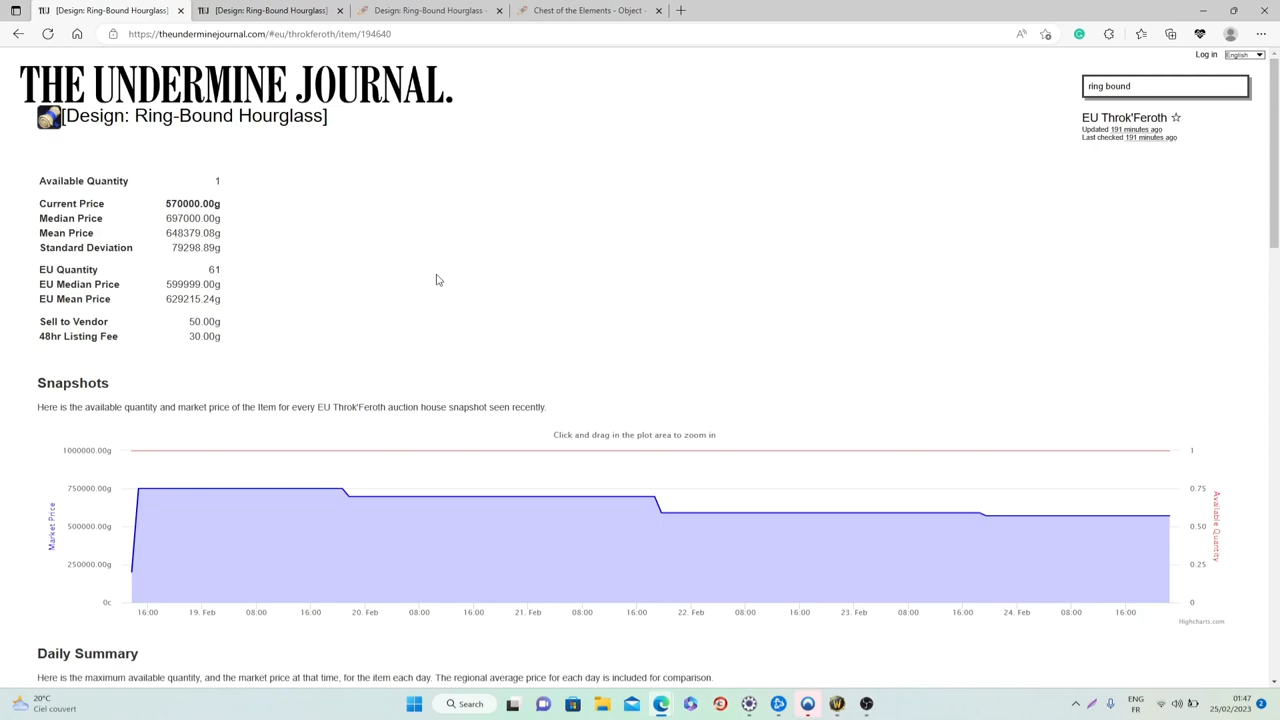 [Design: Ring-Bound Hourglass]
[Design: Ring-Bound Hourglass]
Design: Ring-Bound Hourglass -
Chest of the Elements - Object -
https://theunderminejournal.com/#eu/throkferoth/item/194640
Log in English
THE UNDERMINE JOURNAL.
ring bound
[Design: Ring-Bound Hourglass]
EU Throk'Feroth ☆
Updated 191 minutes ago
Last checked 191 minutes ago
Available Quantity 1
Current Price 570000.00g
Median Price 697000.00g
Mean Price 648379.08g
Standard Deviation 79298.89g
EU Quantity 61
EU Median Price 599999.00g
EU Mean Price 629215.24g
Sell to Vendor 50.00g
48hr Listing Fee 30.00g
Snapshots
Here is the available quantity and market price of the Item for every EU Throk'Feroth auction house snapshot seen recently.
Click and drag in the plot area to zoom in
1000000.00g 1
750000.00g 0.75
500000.00g 0.50
250000.00g 0.25
0c 0
Market Price
Available Quantity
16:00 19. Feb 08:00 16:00 20. Feb 08:00 16:00 21. Feb 08:00 16:00 22. Feb 08:00 16:00 23. Feb 08:00 16:00 24. Feb 08:00 16:00
Highcharts.com
Daily Summary
Here is the maximum available quantity, and the market price at that time, for the item each day. The regional average price for each day is included for comparison.
20°C
Ciel couvert
Search
ENG
FR
01:47
25/02/2023
2